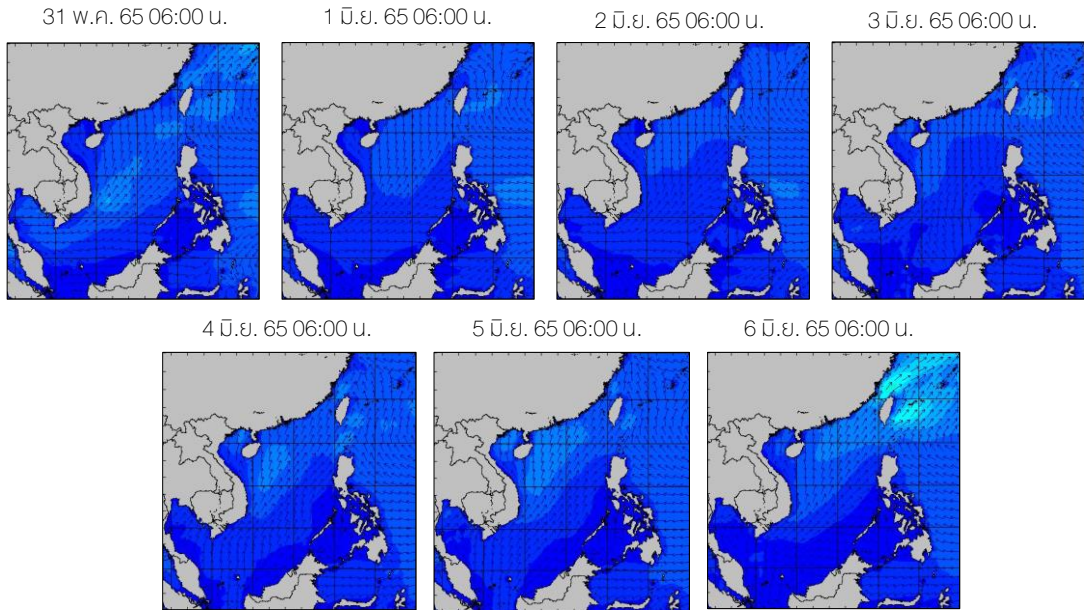 31 พ.ค. 65 06:00 น.
1 มิ.ย. 65 06:00 น.
2 มิ.ย. 65 06:00 น.
3 มิ.ย. 65 06:00 น.
4 มิ.ย. 65 06:00 น.
5 มิ.ย. 65 06:00 น.
6 มิ.ย. 65 06:00 น.